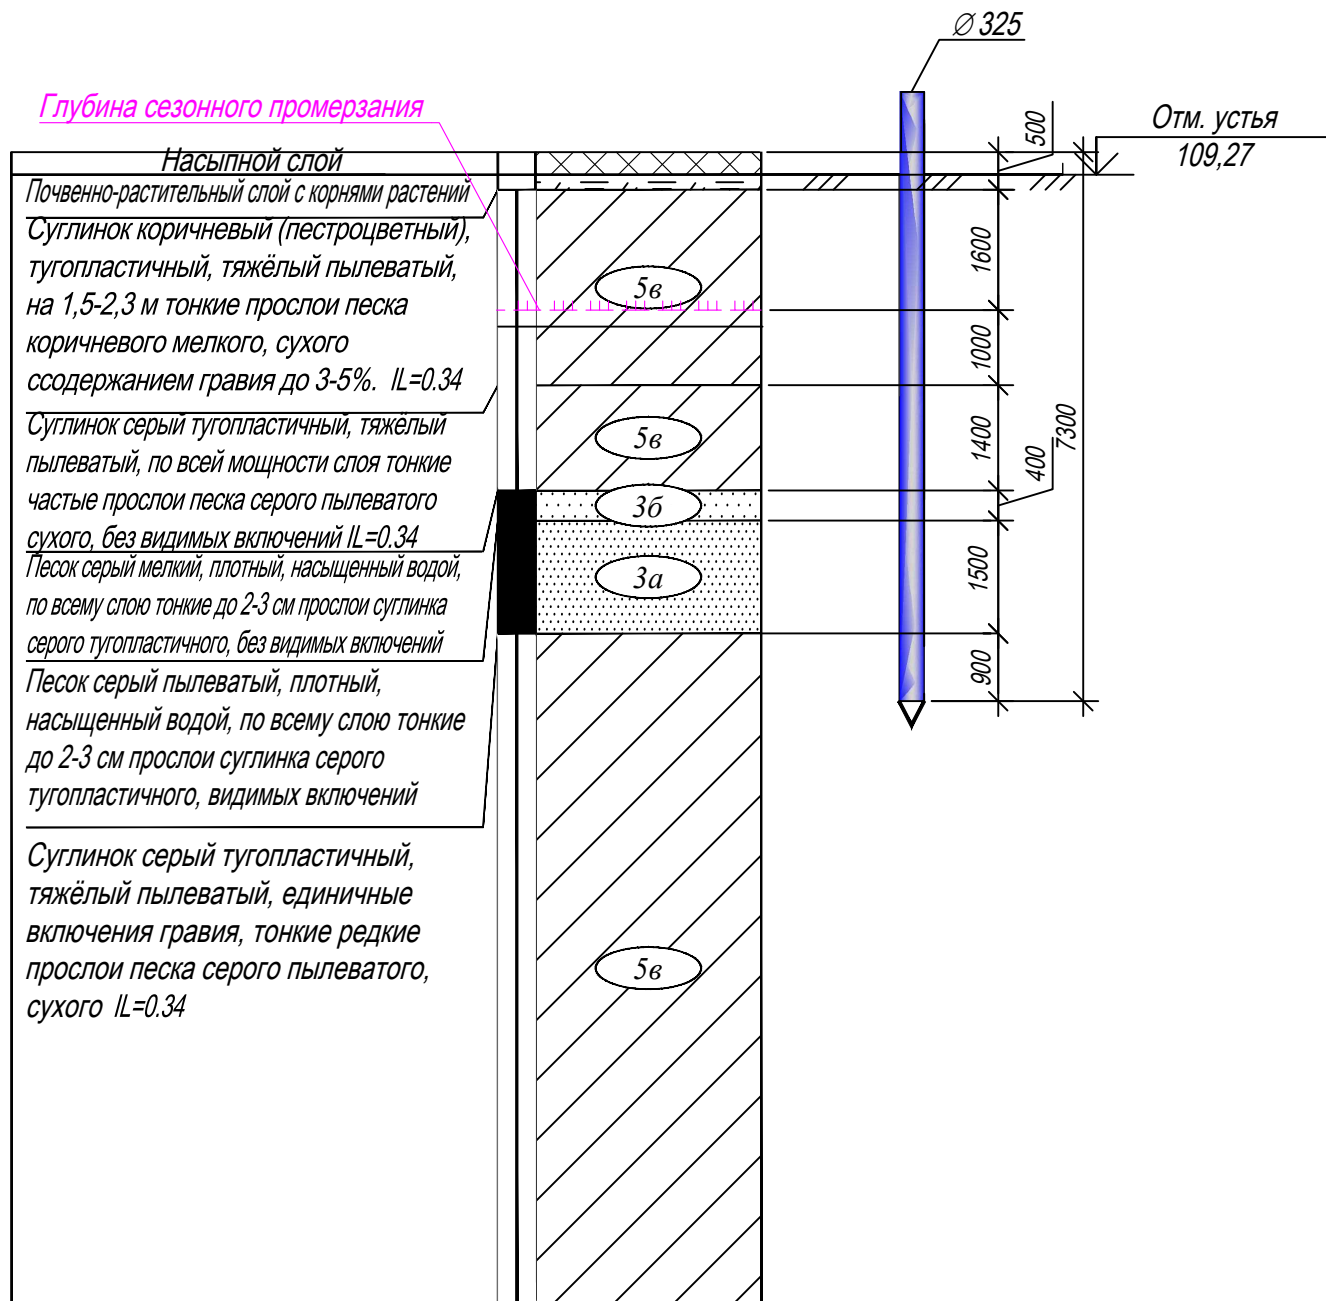 Ø 325
Глубина сезонного промерзания
Отм. устья
109,27
Насыпной слой
Почвенно-растительный слой с корнями растений
Суглинок коричневый (пестроцветный),
тугопластичный, тяжёлый пылеватый,
на 1,5-2,3 м тонкие прослои песка
коричневого мелкого, сухого
ссодержанием гравия до 3-5%. IL=0.34
Суглинок серый тугопластичный, тяжёлый
пылеватый, по всей мощности слоя тонкие
частые прослои песка серого пылеватого
сухого, без видимых включений IL=0.34
Песок серый мелкий, плотный, насыщенный водой,
по всему слою тонкие до 2-3 см прослои суглинка
серого тугопластичного, без видимых включений
Песок серый пылеватый, плотный,
насыщенный водой, по всему слою тонкие
до 2-3 см прослои суглинка серого
тугопластичного, видимых включений
Суглинок серый тугопластичный,
тяжёлый пылеватый, единичные
включения гравия, тонкие редкие
прослои песка серого пылеватого,
сухого IL=0.34
5в
5в
3б
3а
5в
500
1600
1000
1400
400
7300
1500
900